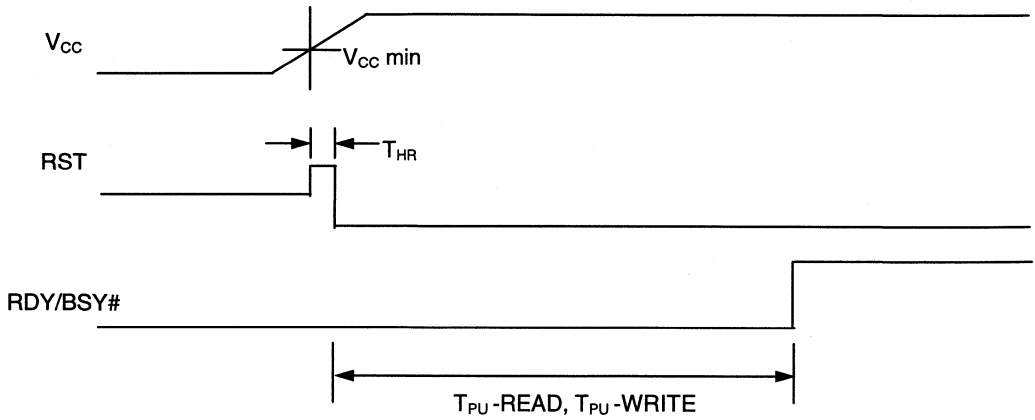 VCC
VCC min
THR
RST
RDY/BSY#
TPU -READ, TPU -WRITE